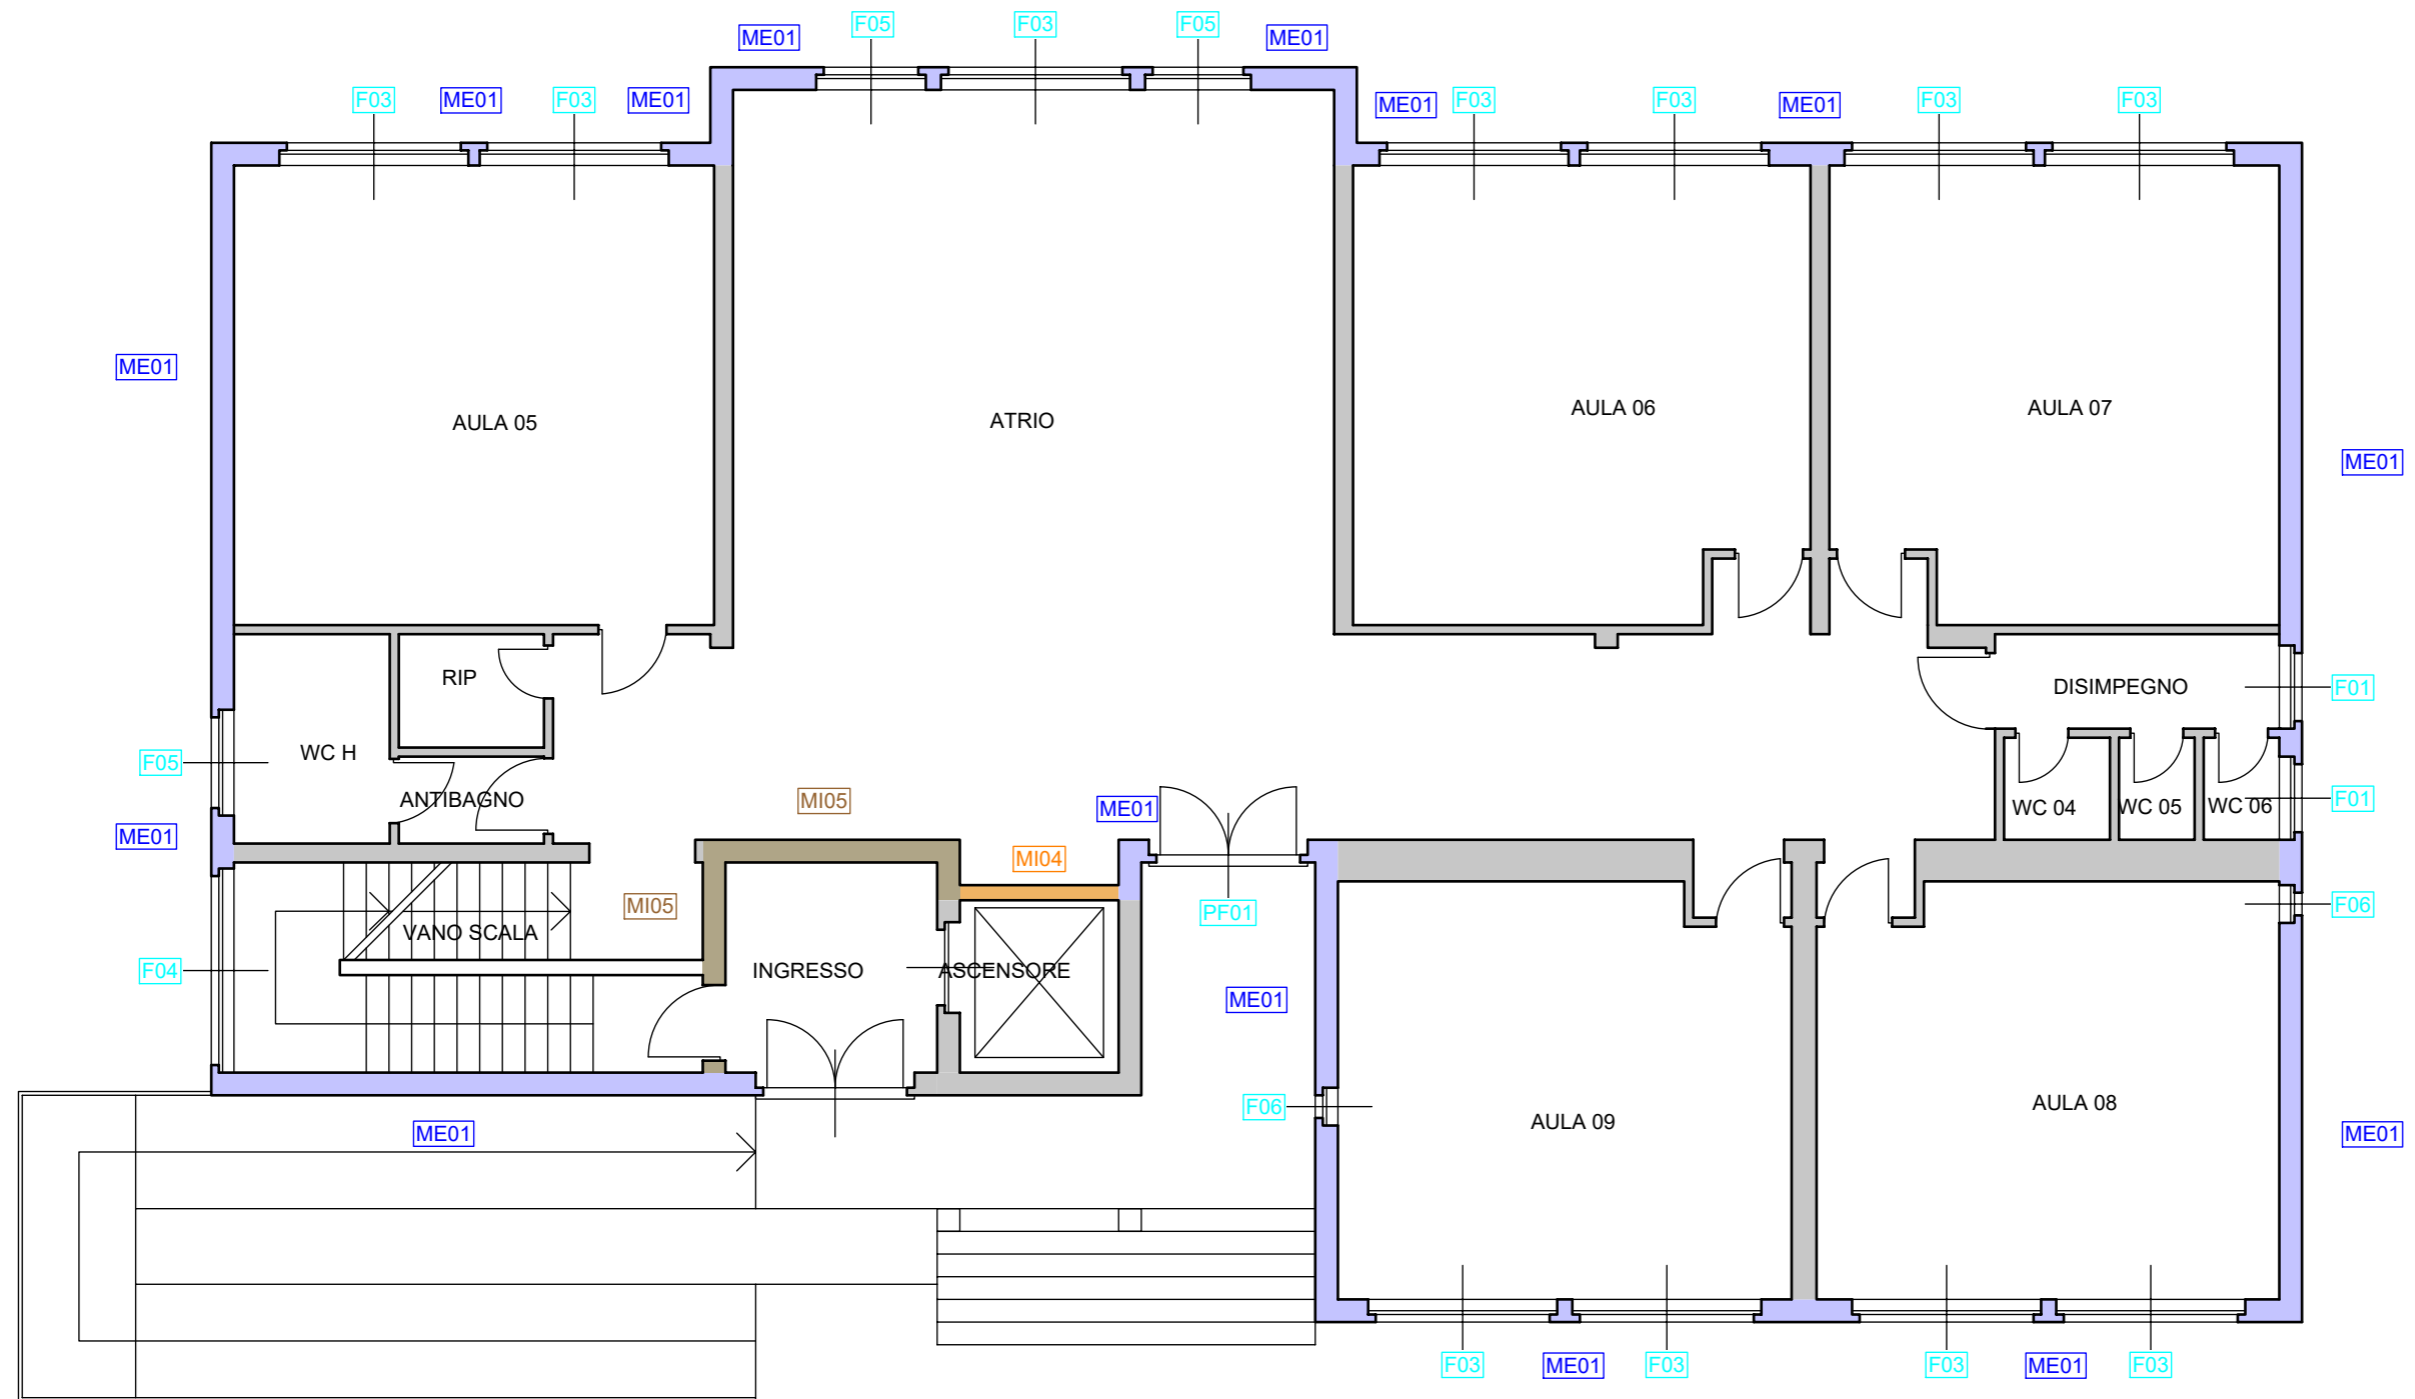 F05
F03
F05
ME01
ME01
F03
ME01
F03
ME01
ME01
F03
F03
ME01
F03
F03
ME01
AULA 05
ATRIO
AULA 06
AULA 07
ME01
RIP
DISIMPEGNO
F01
WC H
F05
ANTIBAGNO
MI05
ME01
WC 04
WC 05
WC 06
F01
ME01
MI04
MI05
PF01
F06
VANO SCALA
F04
INGRESSO
ASCENSORE
ME01
F06
AULA 09
AULA 08
ME01
ME01
F03
ME01
F03
F03
ME01
F03